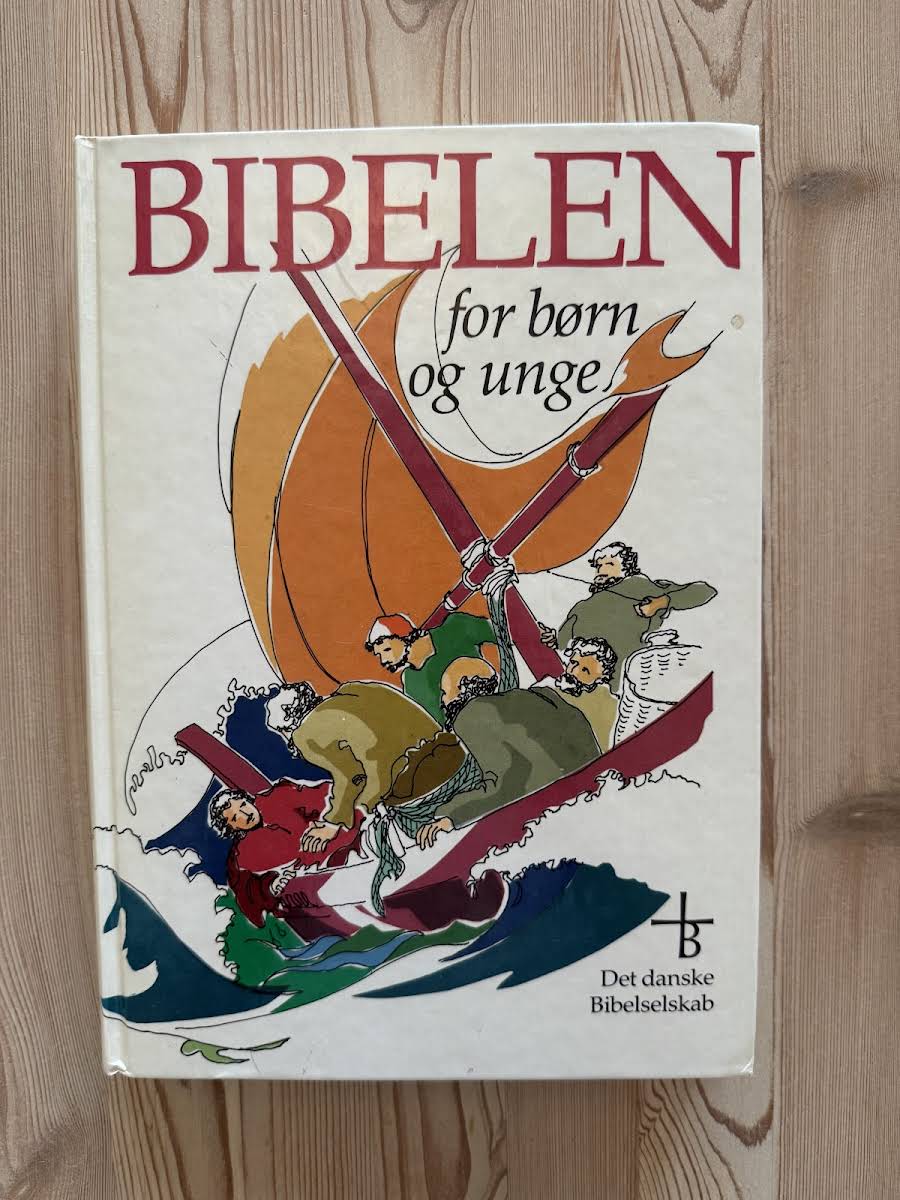 BIBELEN
for børn
og unge
B
Det danske
Bibelselskab